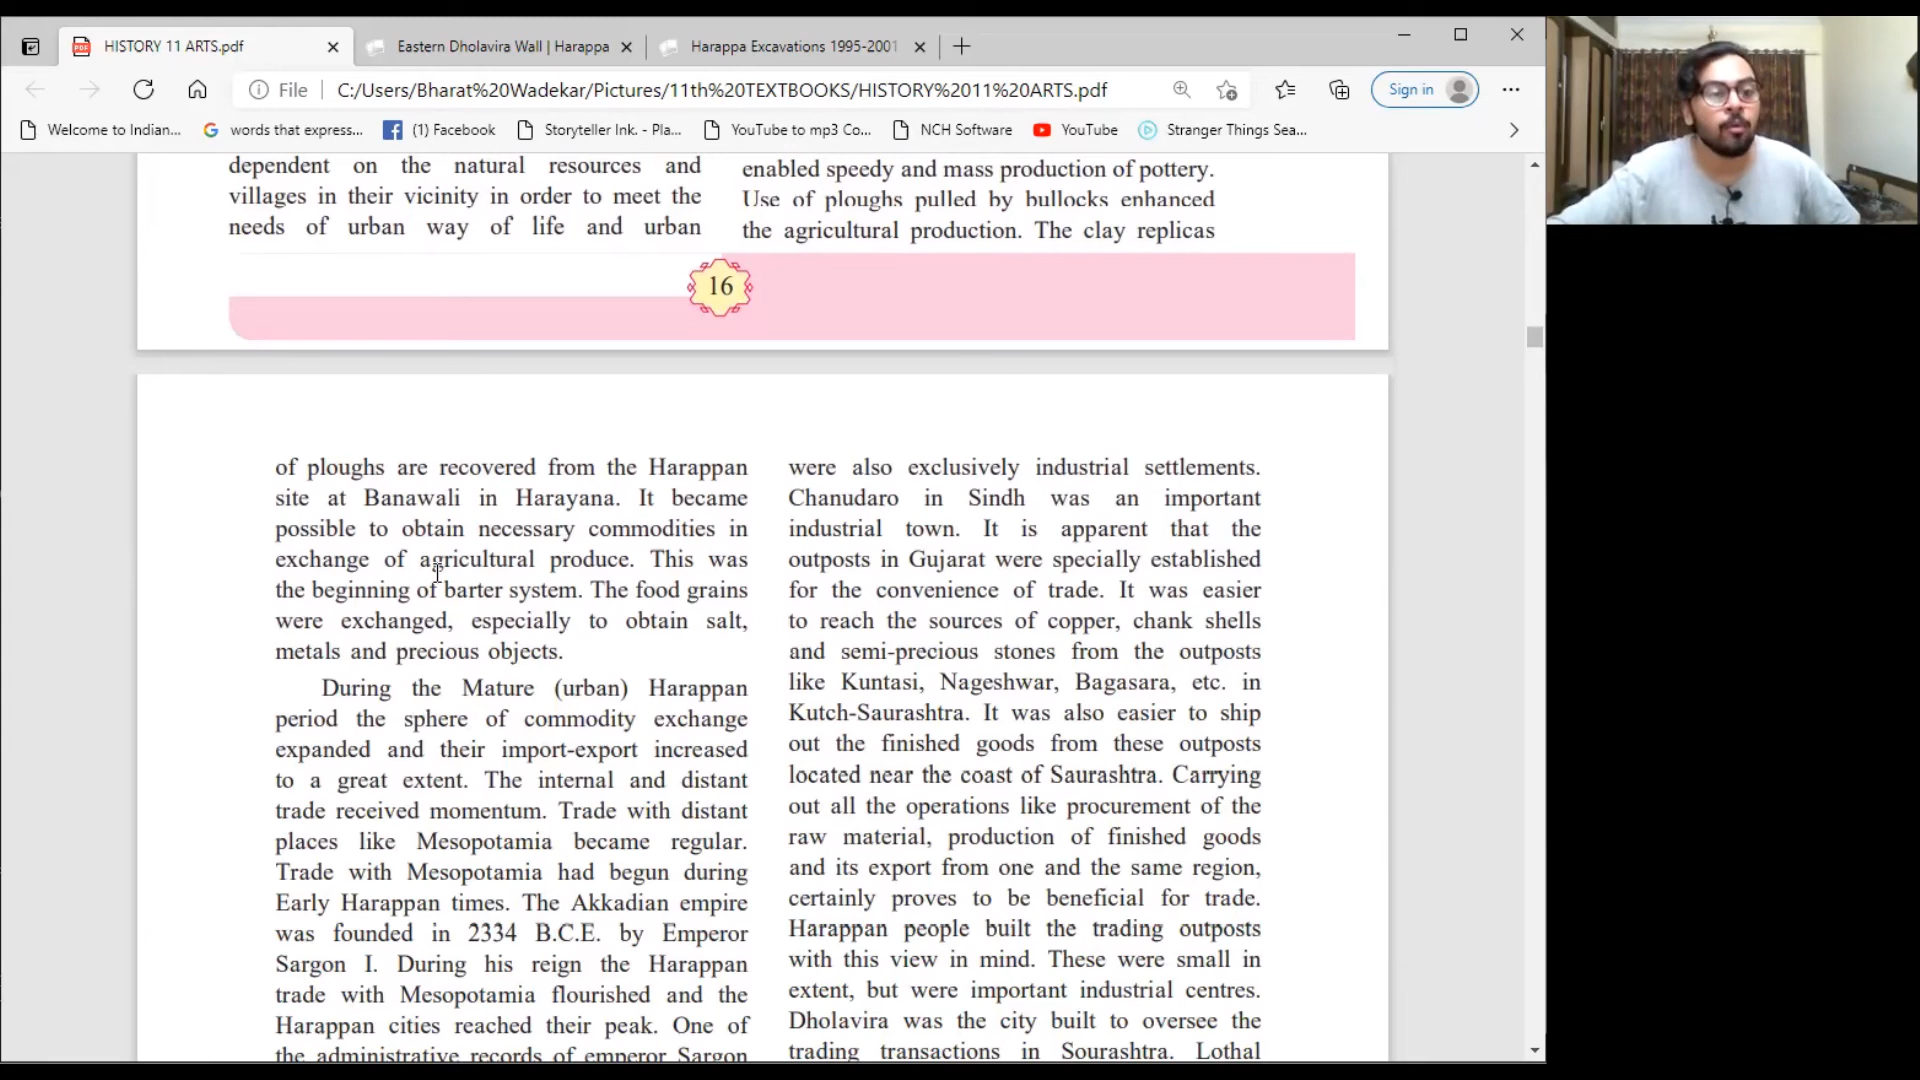 HISTORY 11 ARTS.pdf
Eastern Dholavira Wall | Harappa
Harappa Excavations 1995-2001
File
C:/Users/Bharat%20Wadekar/Pictures/11th%20TEXTBOOKS/HISTORY%2011%20ARTS.pdf
Sign in
Welcome to Indian...
words that express...
(1) Facebook
Storyteller Ink. - Pla...
YouTube to mp3 Co...
NCH Software
YouTube
Stranger Things Sea...
dependent on the natural resources and
villages in their vicinity in order to meet the
needs of urban way of life and urban
enabled speedy and mass production of pottery.
Use of ploughs pulled by bullocks enhanced
the agricultural production. The clay replicas
16
of ploughs are recovered from the Harappan
site at Banawali in Harayana. It became
possible to obtain necessary commodities in
exchange of agricultural produce. This was
the beginning of barter system. The food grains
were exchanged, especially to obtain salt,
metals and precious objects.
During the Mature (urban) Harappan
period the sphere of commodity exchange
expanded and their import-export increased
to a great extent. The internal and distant
trade received momentum. Trade with distant
places like Mesopotamia became regular.
Trade with Mesopotamia had begun during
Early Harappan times. The Akkadian empire
was founded in 2334 B.C.E. by Emperor
Sargon I. During his reign the Harappan
trade with Mesopotamia flourished and the
Harappan cities reached their peak. One of
the administrative records of emperor Sargon
were also exclusively industrial settlements.
Chanudaro in Sindh was an important
industrial town. It is apparent that the
outposts in Gujarat were specially established
for the convenience of trade. It was easier
to reach the sources of copper, chank shells
and semi-precious stones from the outposts
like Kuntasi, Nageshwar, Bagasara, etc. in
Kutch-Saurashtra. It was also easier to ship
out the finished goods from these outposts
located near the coast of Saurashtra. Carrying
out all the operations like procurement of the
raw material, production of finished goods
and its export from one and the same region,
certainly proves to be beneficial for trade.
Harappan people built the trading outposts
with this view in mind. These were small in
extent, but were important industrial centres.
Dholavira was the city built to oversee the
trading transactions in Sourashtra. Lothal